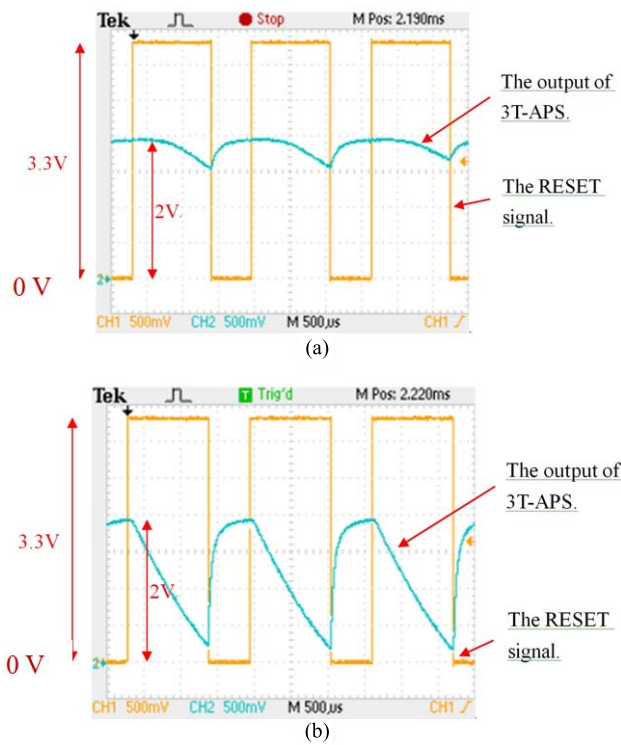 Tek
Stop
M Pos: 2.190ms
The output of
3T-APS.
3.3V
2V
The RESET
signal.
0 V
2
CH1 500mV
CH2 500mV
M 500µs
CH1
(a)
Tek
T Trig'd
M Pos: 2.220ms
The output of
3T-APS.
3.3V
2V
The RESET
signal.
0 V
2
CH1 500mV
CH2 500mV
M 500µs
CH1
(b)